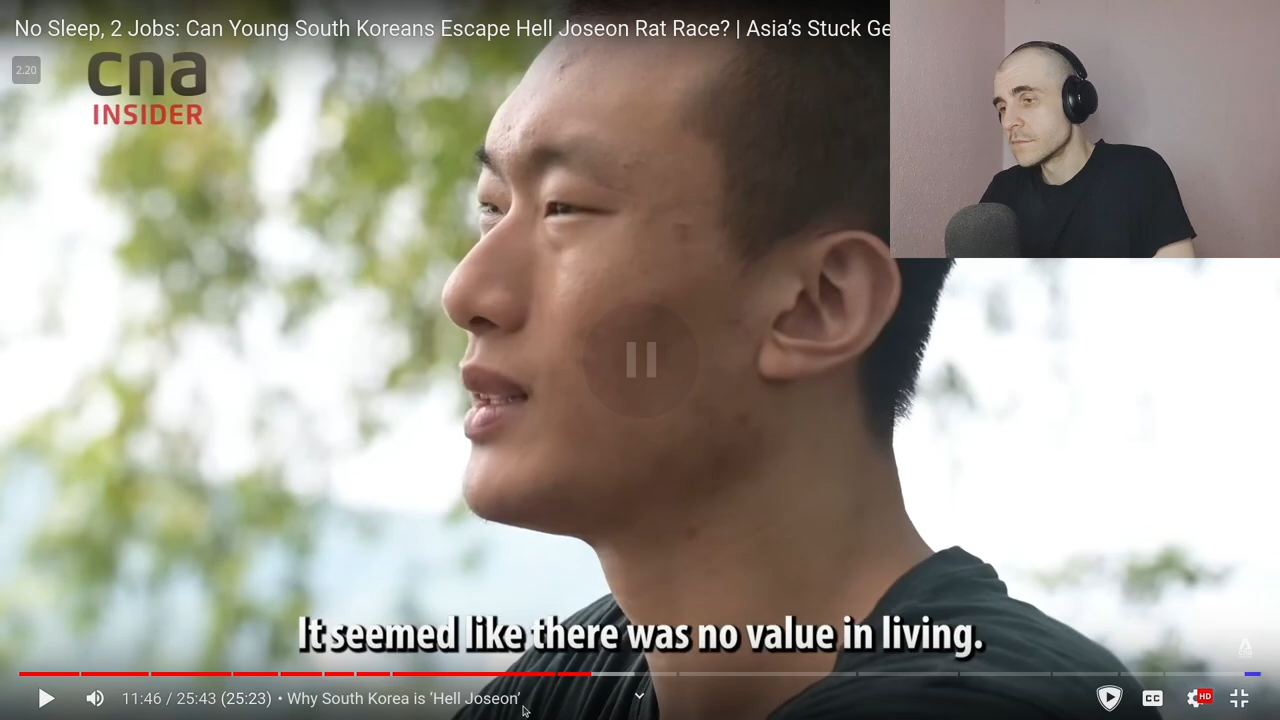 No Sleep, 2 Jobs: Can Young South Koreans Escape Hell Joseon Rat Race? | Asia’s Stuck Ge
2.20
cna
INSIDER
It seemed like there was no value in living.
11:46 / 25:43 (25:23) • Why South Korea is ‘Hell Joseon’
CC
HD